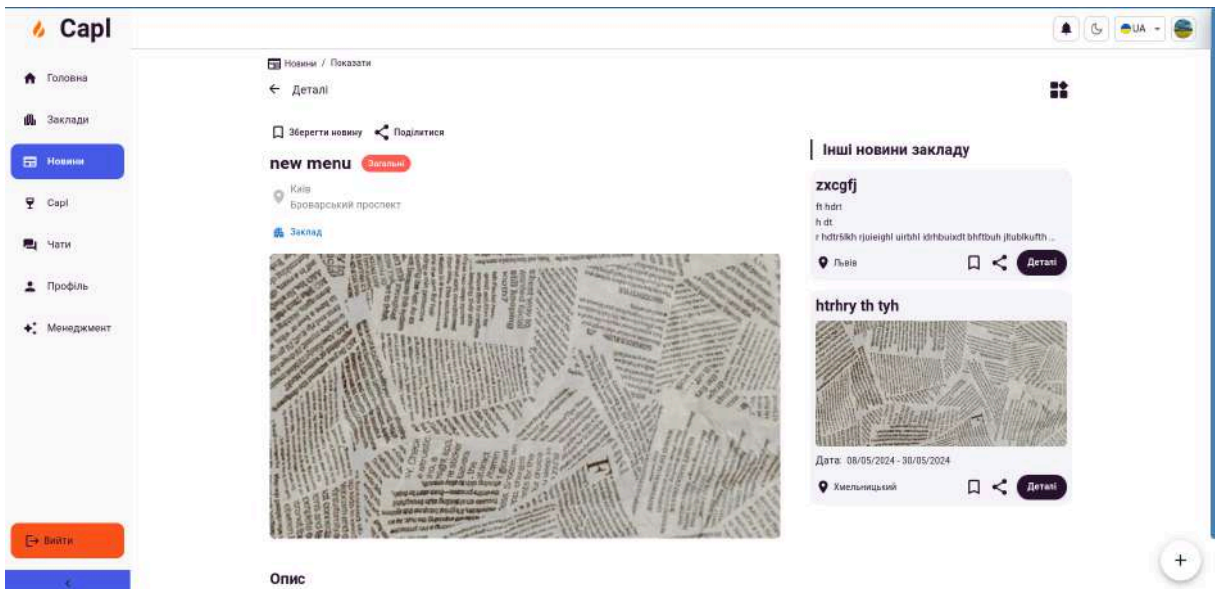 Capl
UA
Головна
Заклади
Новини
Capl
Чати
Профіль
Менеджмент
Вийти
Новини / Показати
Деталі
Зберегти новину Поділитися
new menu Загальні
Київ
Броварський проспект
Заклад
Опис
Інші новини закладу
zxcgfj
ft hdrt
h dt
Львів Деталі
htrhry th tyh
Дата: 08/05/2024 - 30/05/2024
Хмельницький Деталі